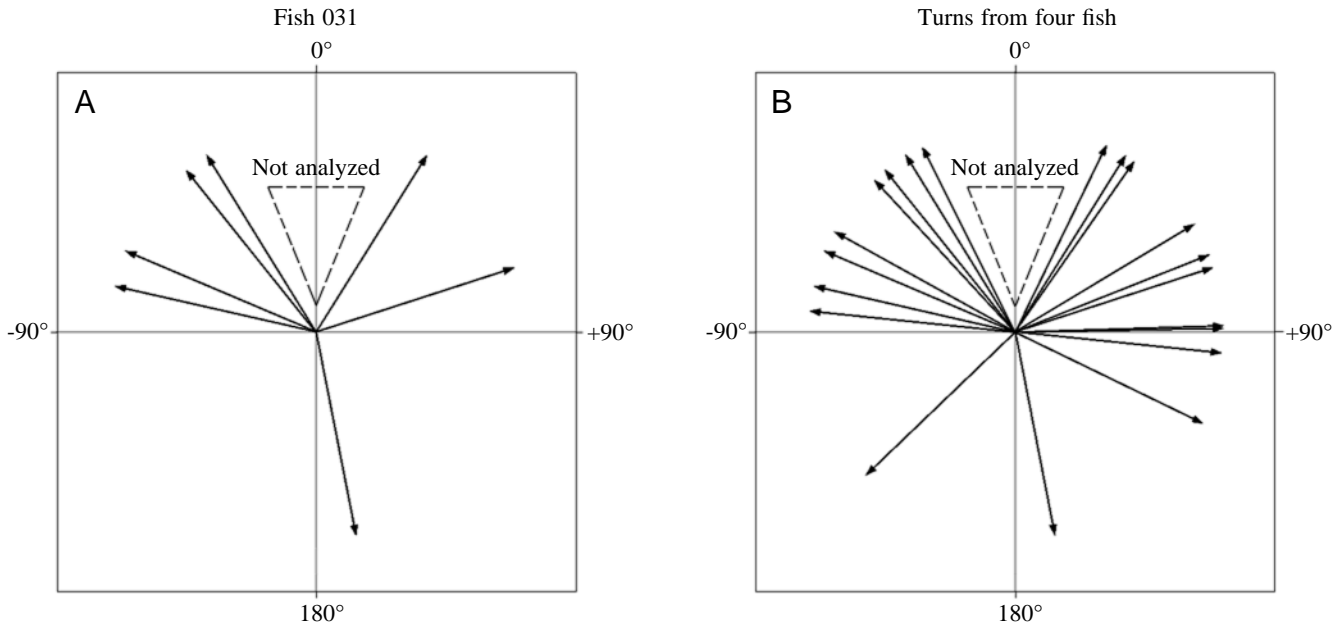 Fish 031
0°
A
Not analyzed
-90°
+90°
180°
Turns from four fish
0°
B
Not analyzed
-90°
+90°
180°